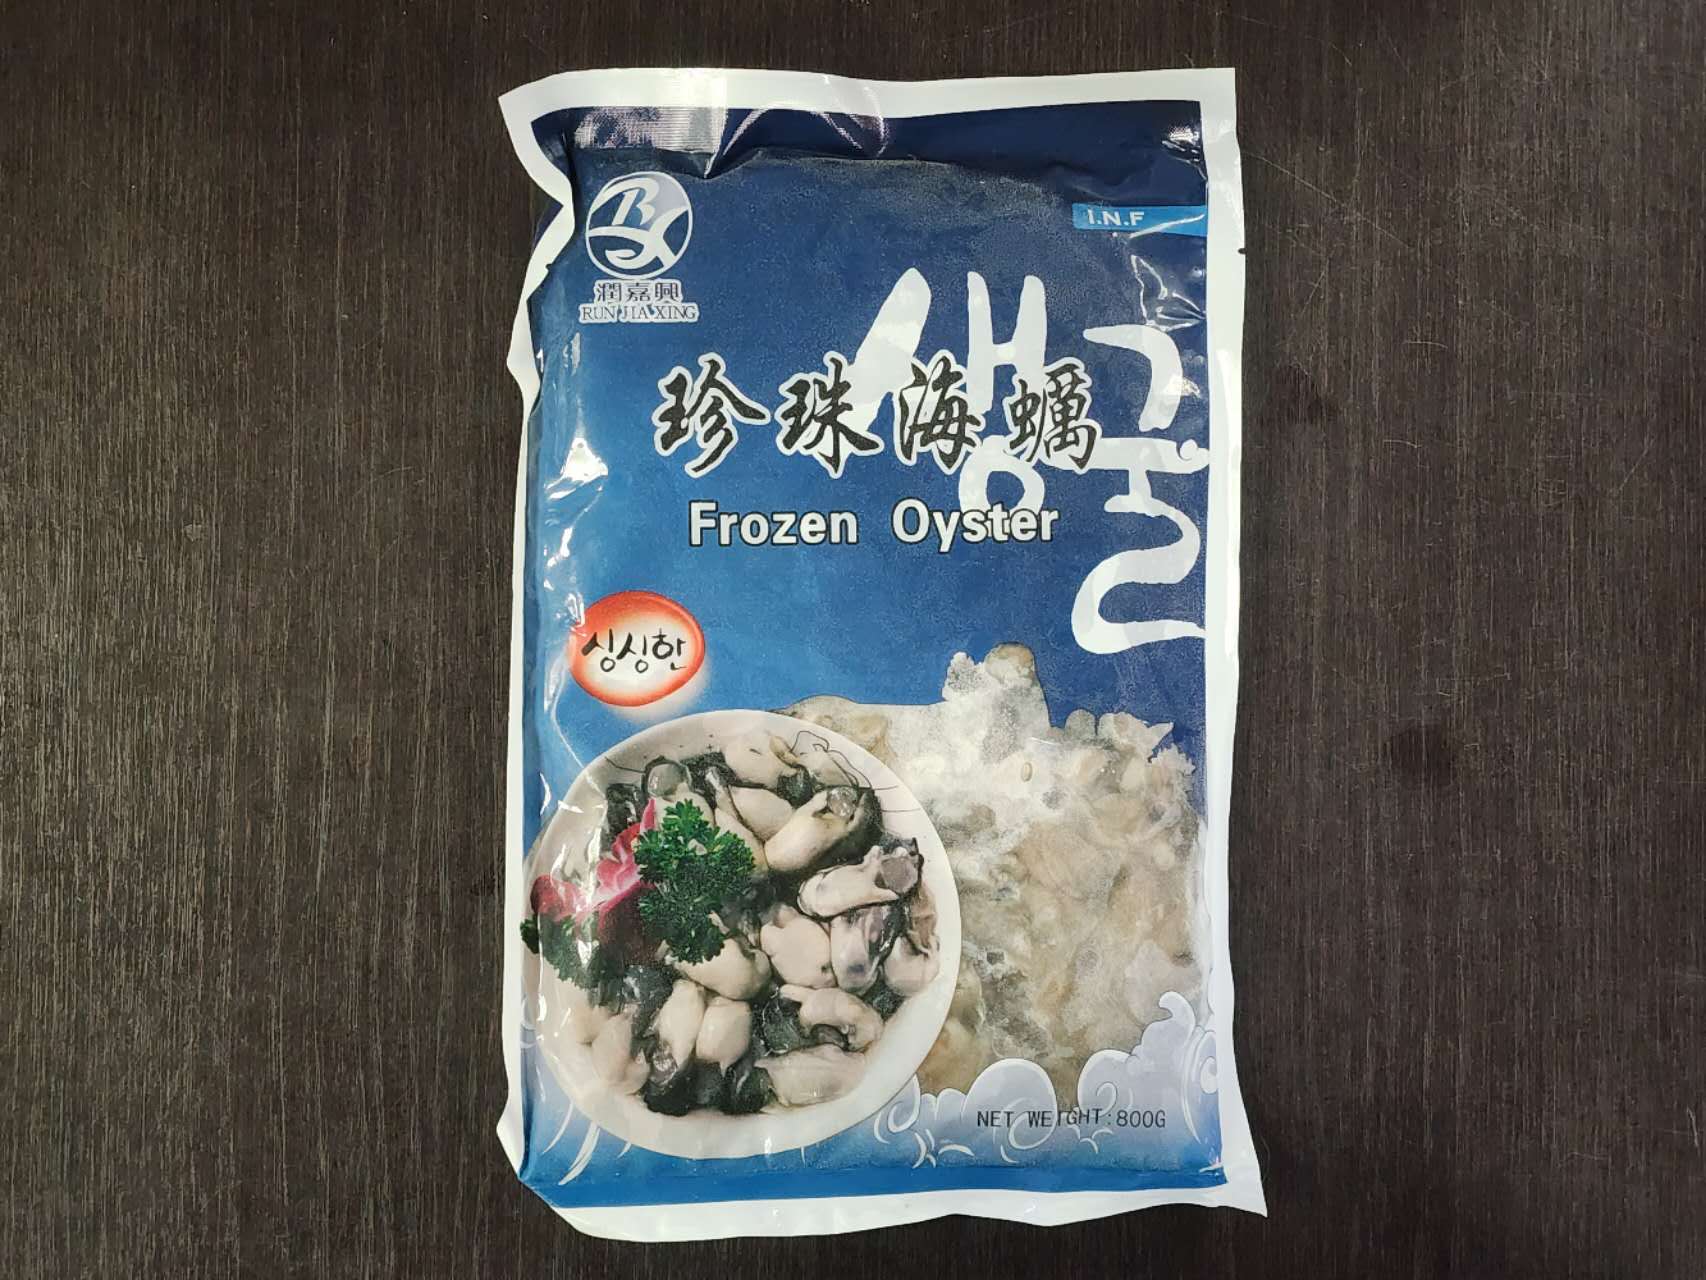 RX
潤嘉興
RUN JIA XING
I.N.F
생굴
珍珠海蠣
Frozen Oyster
싱싱한
NET WEIGHT:800G